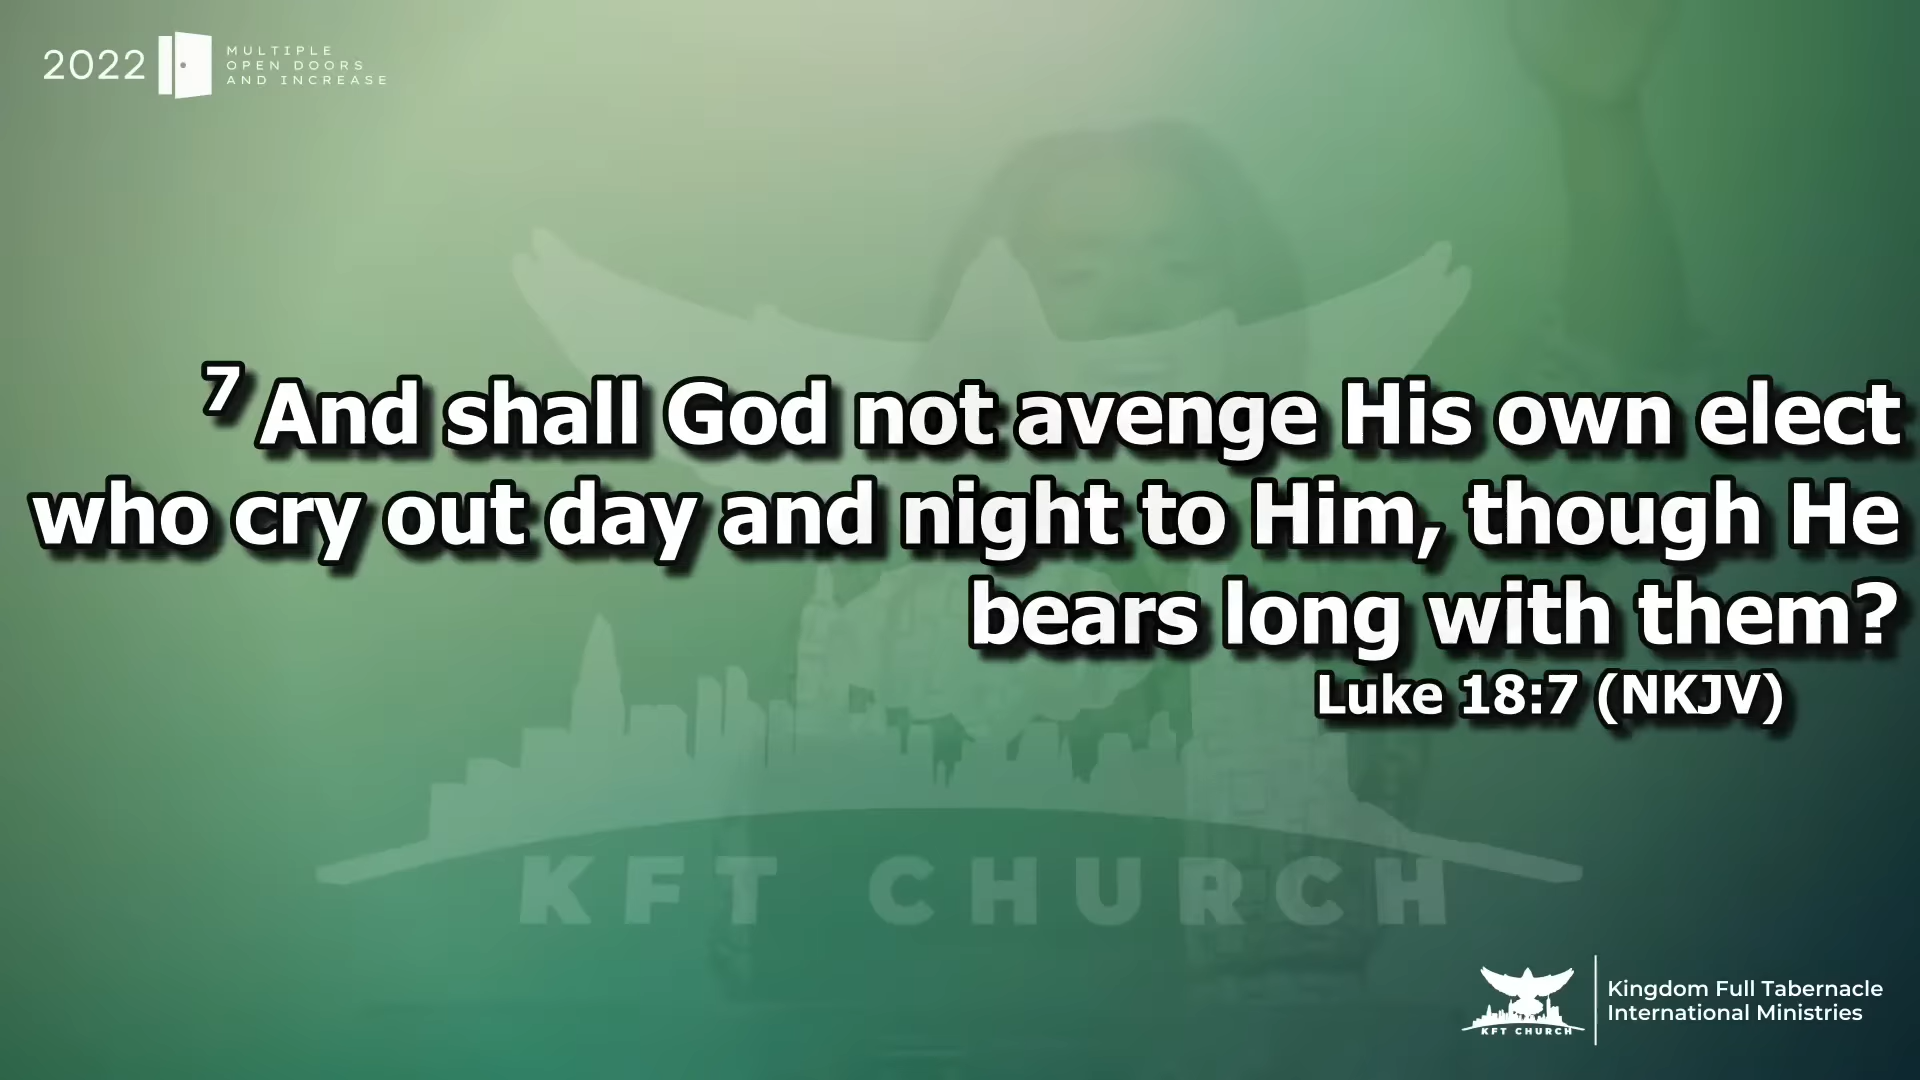 2022
MULTIPLE
OPEN DOORS
AND INCREASE
7 And shall God not avenge His own elect
who cry out day and night to Him, though He
bears long with them?
Luke 18:7 (NKJV)
KFT CHURCH
KFT CHURCH
Kingdom Full Tabernacle
International Ministries